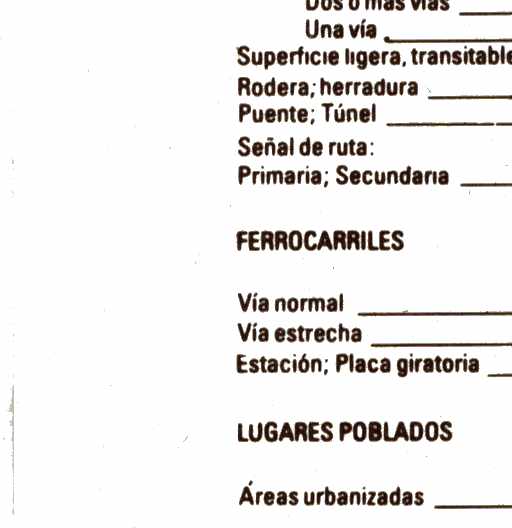 Dos o más vías
Una vía
Superficie ligera, transitable
Rodera; herradura
Puente; Túnel
Señal de ruta:
Primaria; Secundaria
FERROCARRILES
Vía normal
Vía estrecha
Estación; Placa giratoria
LUGARES POBLADOS
Áreas urbanizadas